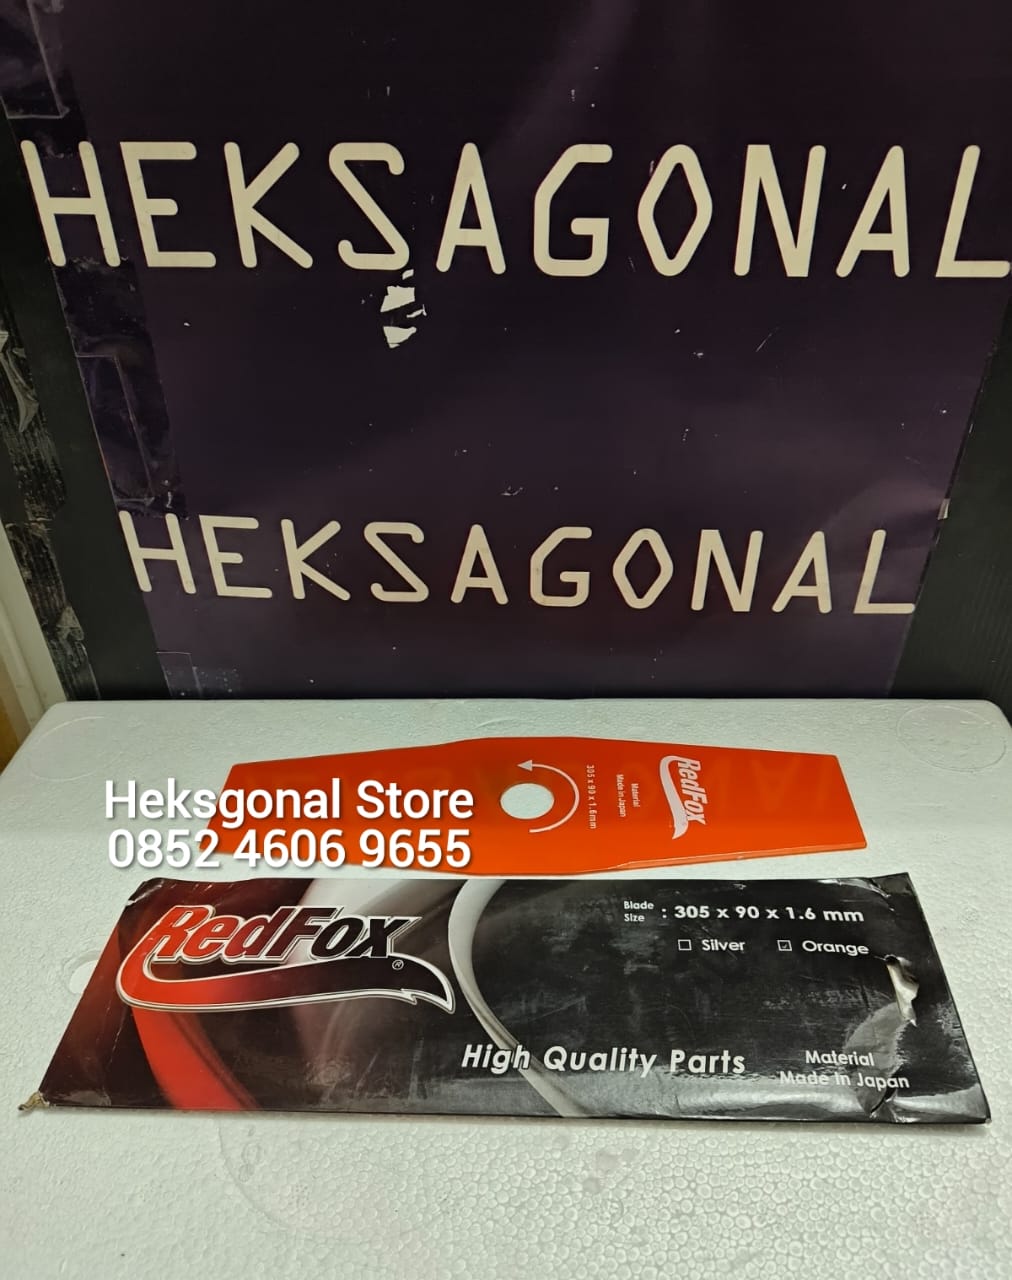 HEKSAGONAL
HEKSAGONAL
RedFox
Material
Made in Japan
305 x 90 x 1.6mm
Heksgonal Store
0852 4606 9655
RedFox®
Blade Size : 305 x 90 x 1.6 mm
☐ Silver ☑ Orange
High Quality Parts
Material
Made in Japan